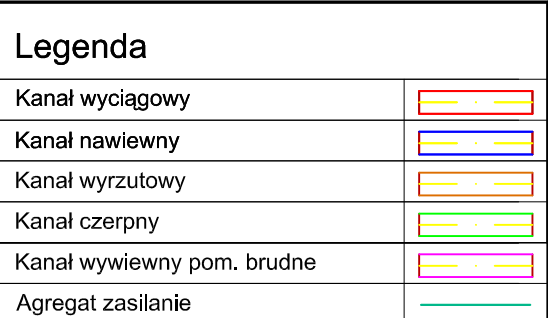 Legenda
Kanał wyciągowy
Kanał nawiewny
Kanał wyrzutowy
Kanał czerpny
Kanał wywiewny pom. brudne
Agregat zasilanie